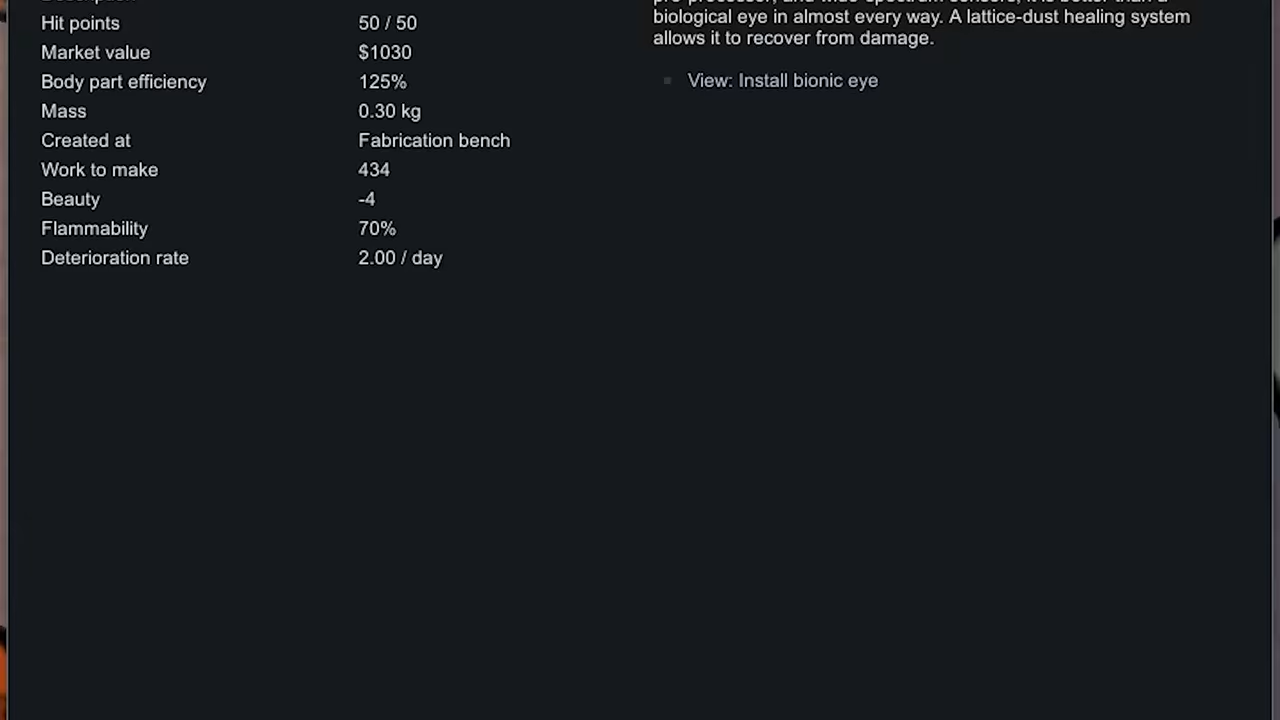 Hit points 50 / 50
Market value $1030
Body part efficiency 125%
Mass 0.30 kg
Created at Fabrication bench
Work to make 434
Beauty -4
Flammability 70%
Deterioration rate 2.00 / day
biological eye in almost every way. A lattice-dust healing system
allows it to recover from damage.
View: Install bionic eye